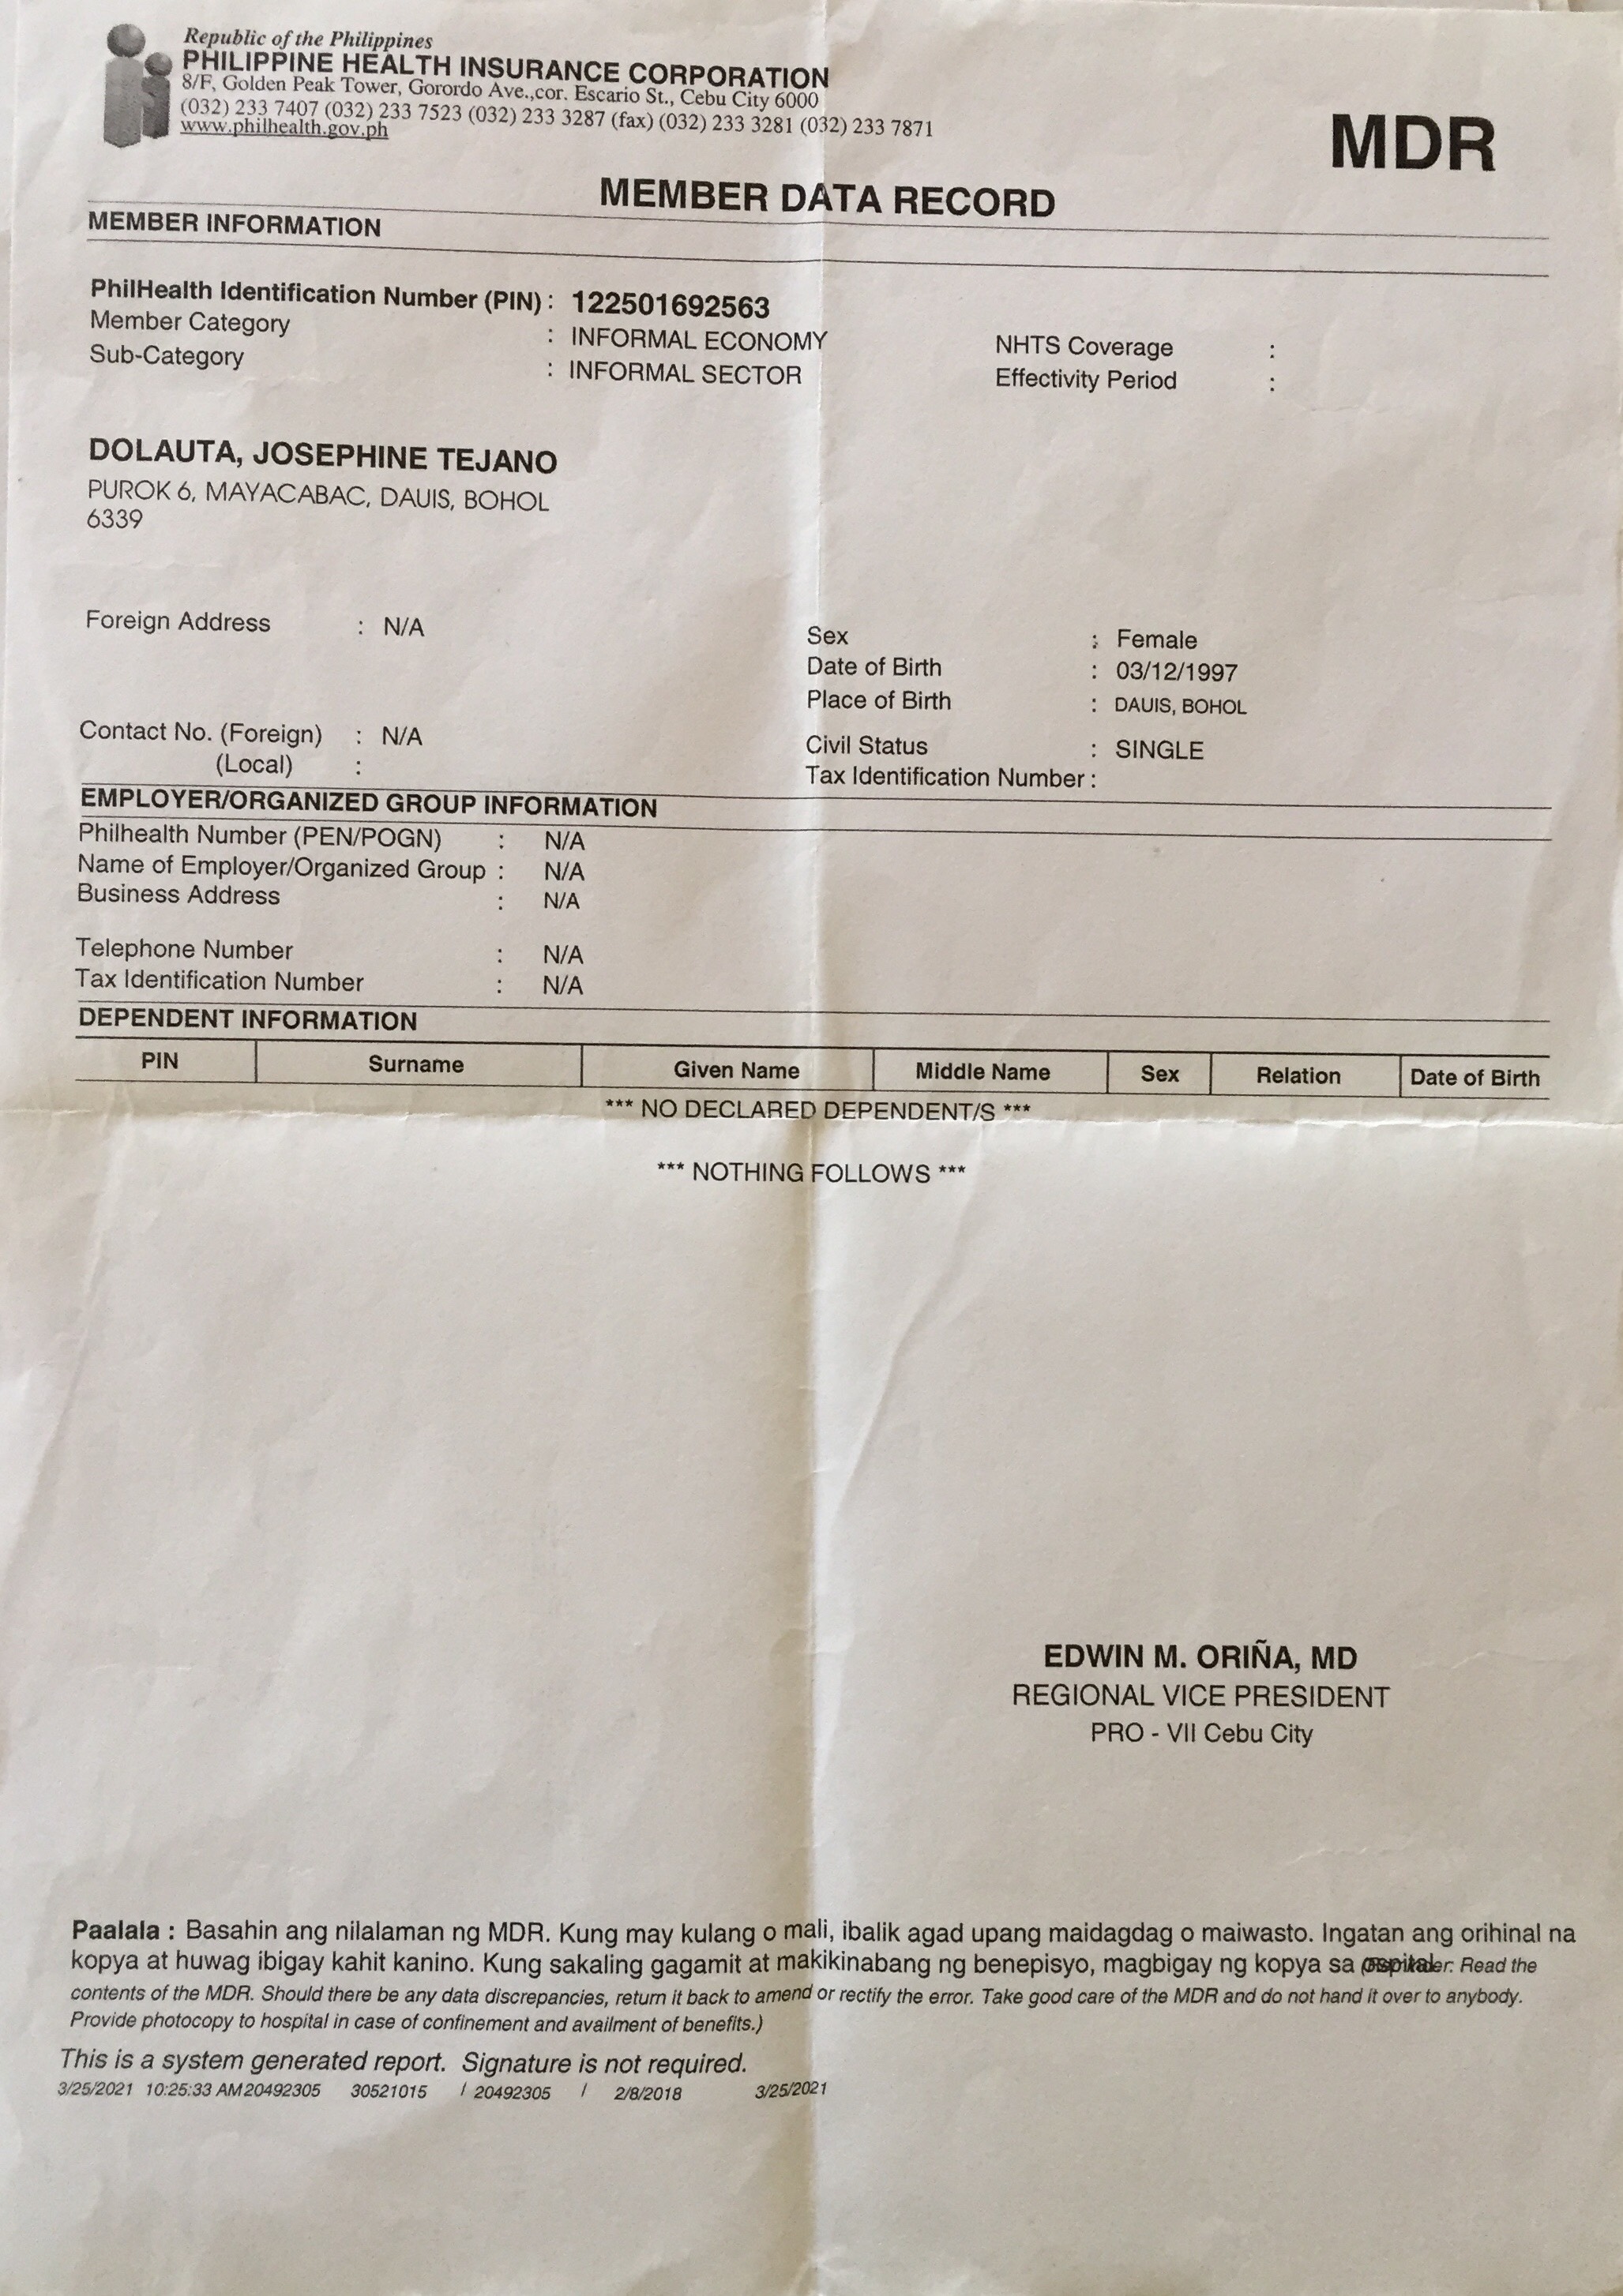 Republic of the Philippines
PHILIPPINE HEALTH INSURANCE CORPORATION
8/F, Golden Peak Tower, Gorordo Ave.,cor. Escario St., Cebu City 6000
(032) 233 7407 (032) 233 7523 (032) 233 3287 (fax) (032) 233 3281 (032) 233 7871
www.philhealth.gov.ph
MDR
MEMBER DATA RECORD
MEMBER INFORMATION
PhilHealth Identification Number (PIN) : 122501692563
Member Category : INFORMAL ECONOMY
Sub-Category : INFORMAL SECTOR
NHTS Coverage :
Effectivity Period :
DOLAUTA, JOSEPHINE TEJANO
PUROK 6, MAYACABAC, DAUIS, BOHOL
6339
Foreign Address : N/A
Sex : Female
Date of Birth : 03/12/1997
Place of Birth : DAUIS, BOHOL
Contact No. (Foreign) : N/A
(Local) :
Civil Status : SINGLE
Tax Identification Number :
EMPLOYER/ORGANIZED GROUP INFORMATION
Philhealth Number (PEN/POGN) : N/A
Name of Employer/Organized Group : N/A
Business Address : N/A
Telephone Number : N/A
Tax Identification Number : N/A
DEPENDENT INFORMATION
PIN Surname Given Name Middle Name Sex Relation Date of Birth
*** NO DECLARED DEPENDENT/S ***
*** NOTHING FOLLOWS ***
EDWIN M. ORIÑA, MD
REGIONAL VICE PRESIDENT
PRO - VII Cebu City
Paalala : Basahin ang nilalaman ng MDR. Kung may kulang o mali, ibalik agad upang maidagdag o maiwasto. Ingatan ang orihinal na
kopya at huwag ibigay kahit kanino. Kung sakaling gagamit at makikinabang ng benepisyo, magbigay ng kopya sa Read the
contents of the MDR. Should there be any data discrepancies, return it back to amend or rectify the error. Take good care of the MDR and do not hand it over to anybody.
Provide photocopy to hospital in case of confinement and availment of benefits.)
This is a system generated report. Signature is not required.
3/25/2021 10:25:33 AM20492305 30521015 / 20492305 / 2/8/2018 3/25/2021